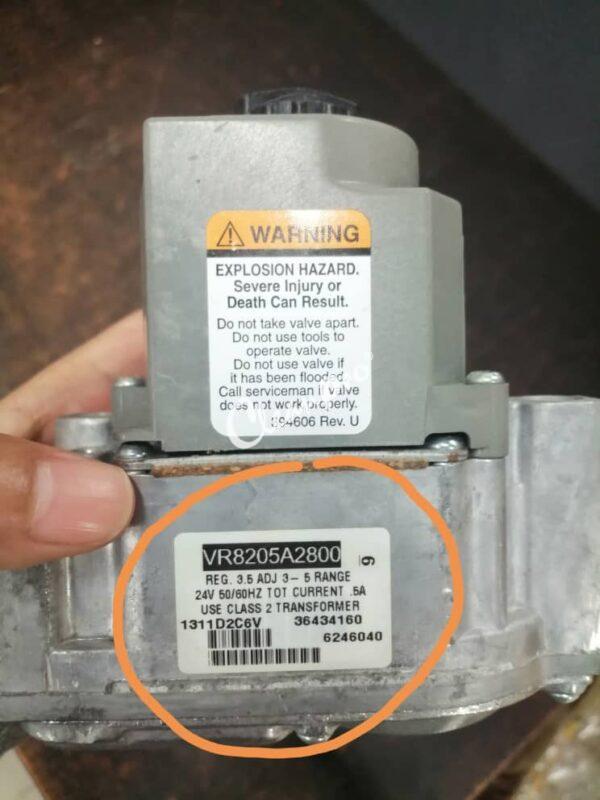 WARNING
EXPLOSION HAZARD.
Severe Injury or
Death Can Result.
Do not take valve apart.
Do not use tools to
operate valve.
Do not use valve if
it has been flooded.
Call serviceman if valve
does not work properly.
394606 Rev. U
VR8205A2800
9
REG. 3.5 ADJ 3- 5 RANGE
24V 50/60HZ TOT CURRENT .5A
USE CLASS 2 TRANSFORMER
1311D2C6V 36434160
6246040